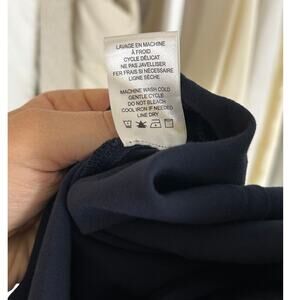 LAVAGE EN MACHINE
À FROID
CYCLE DÉLICAT
NE PAS JAVELLISER
FER FRAIS SI NÉCESSAIRE
LIGNE SÈCHE
MACHINE WASH COLD
GENTLE CYCLE
DO NOT BLEACH
COOL IRON IF NEEDED
LINE DRY